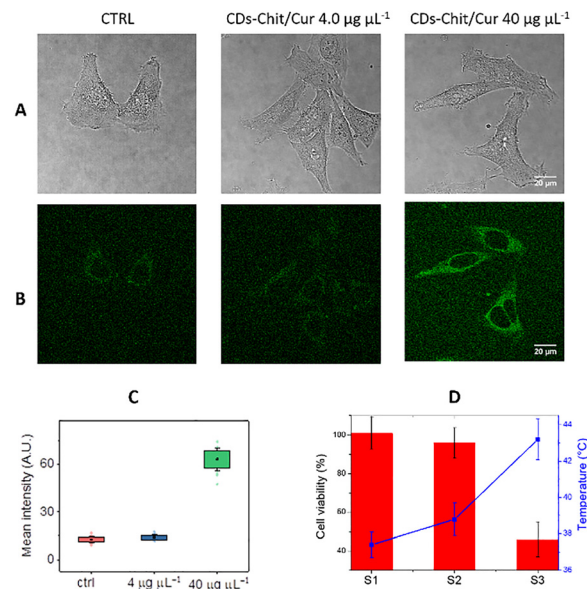 CTRL CDs-Chit/Cur 4.0 µg µL⁻¹ CDs-Chit/Cur 40 µg µL⁻¹
A
20 µm
B
20 µm
C
Mean intensity (A.U.)
60
30
0
ctrl 4 µg µL⁻¹ 40 µg µL⁻¹
D
Cell viability (%)
100
80
60
40
S1 S2 S3
44
42
40
38
36
Temperature (°C)